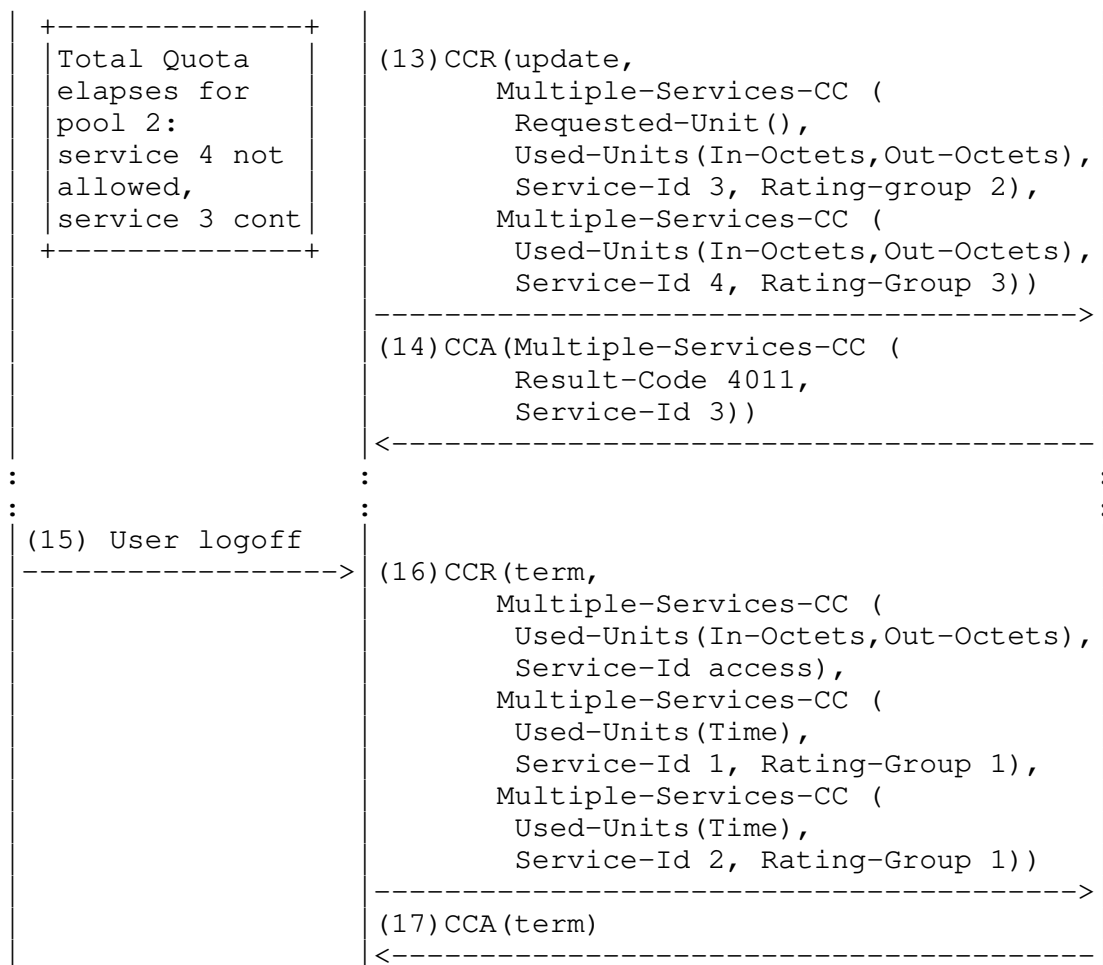 +--------------+
Total Quota (13)CCR(update,
elapses for Multiple-Services-CC (
pool 2: Requested-Unit(),
service 4 not Used-Units(In-Octets,Out-Octets),
allowed, Service-Id 3, Rating-group 2),
service 3 cont Multiple-Services-CC (
+--------------+ Used-Units(In-Octets,Out-Octets),
Service-Id 4, Rating-Group 3))
(14)CCA(Multiple-Services-CC (
Result-Code 4011,
Service-Id 3))
: : :
: : :
(15) User logoff
(16)CCR(term,
Multiple-Services-CC (
Used-Units(In-Octets,Out-Octets),
Service-Id access),
Multiple-Services-CC (
Used-Units(Time),
Service-Id 1, Rating-Group 1),
Multiple-Services-CC (
Used-Units(Time),
Service-Id 2, Rating-Group 1))
(17)CCA(term)